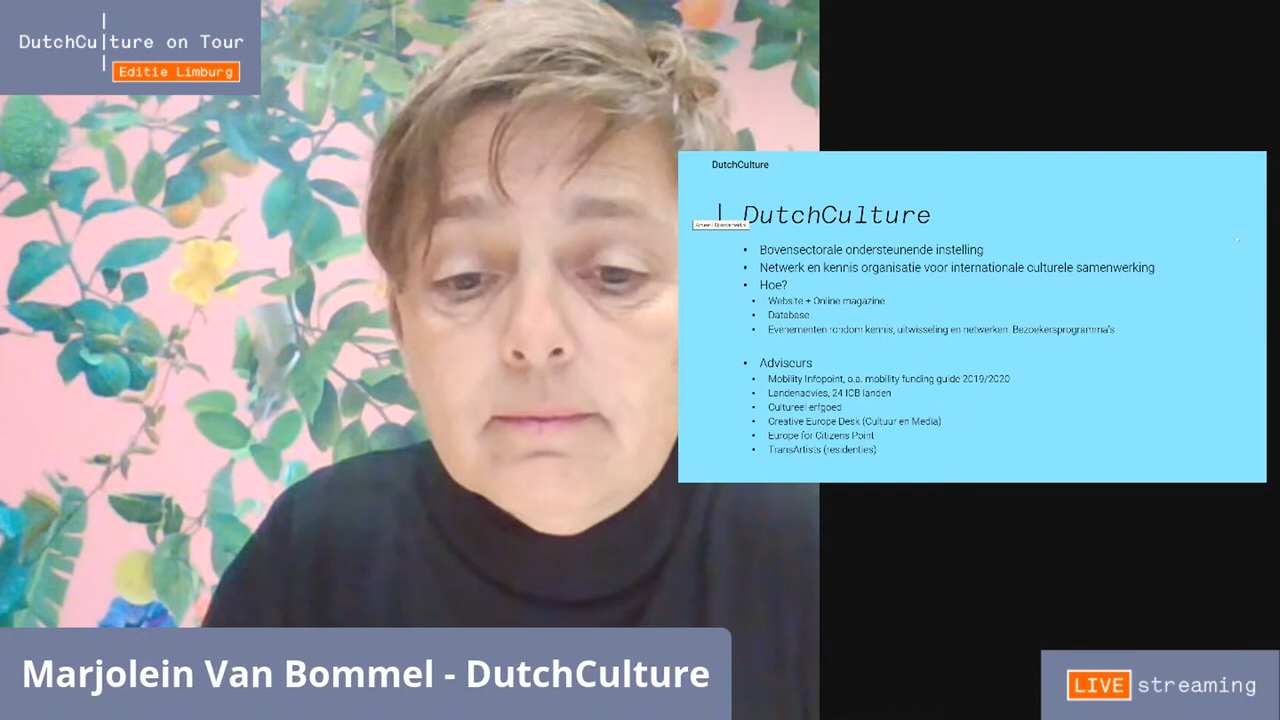 DutchCulture on Tour
Editie Limburg
DutchCulture
| DutchCulture
• Bovensectorale ondersteunende instelling
• Netwerk en kennis organisatie voor internationale culturele samenwerking
• Hoe?
• Website + Online magazine
• Database
• Evenementen rondom kennis, uitwisseling en netwerken. Bezoekersprogramma's
• Adviseurs
• Mobility Infopoint, o.a. mobility funding guide 2019/2020
• Landenadvies, 24 ICB landen
• Cultureel erfgoed
• Creative Europe Desk (Cultuur en Media)
• Europe for Citizens Point
• TransArtists (residenties)
Marjolein Van Bommel - DutchCulture
LIVE streaming